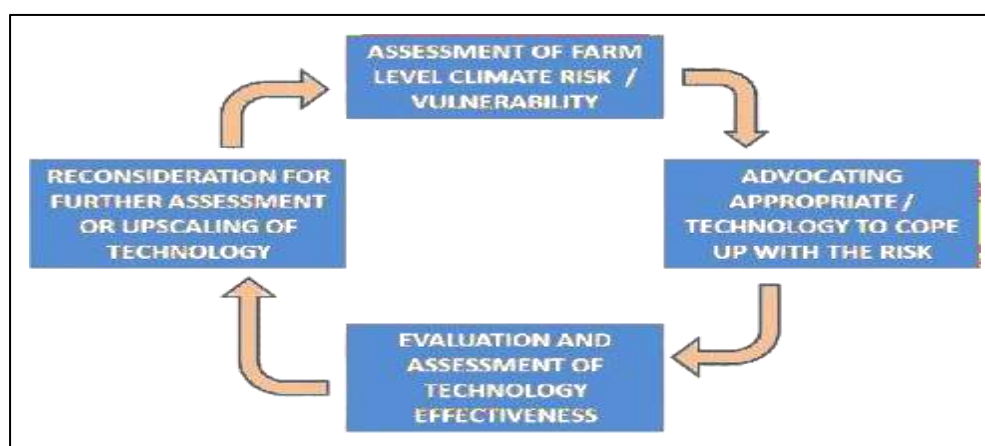 ASSESSMENT OF FARM
LEVEL CLIMATE RISK /
VULNERABILITY
ADVOCATING
APPROPRIATE /
TECHNOLOGY TO COPE
UP WITH THE RISK
EVALUATION AND
ASSESSMENT OF
TECHNOLOGY
EFFECTIVENESS
RECONSIDERATION FOR
FURTHER ASSESSMENT
OR UPSCALING OF
TECHNOLOGY